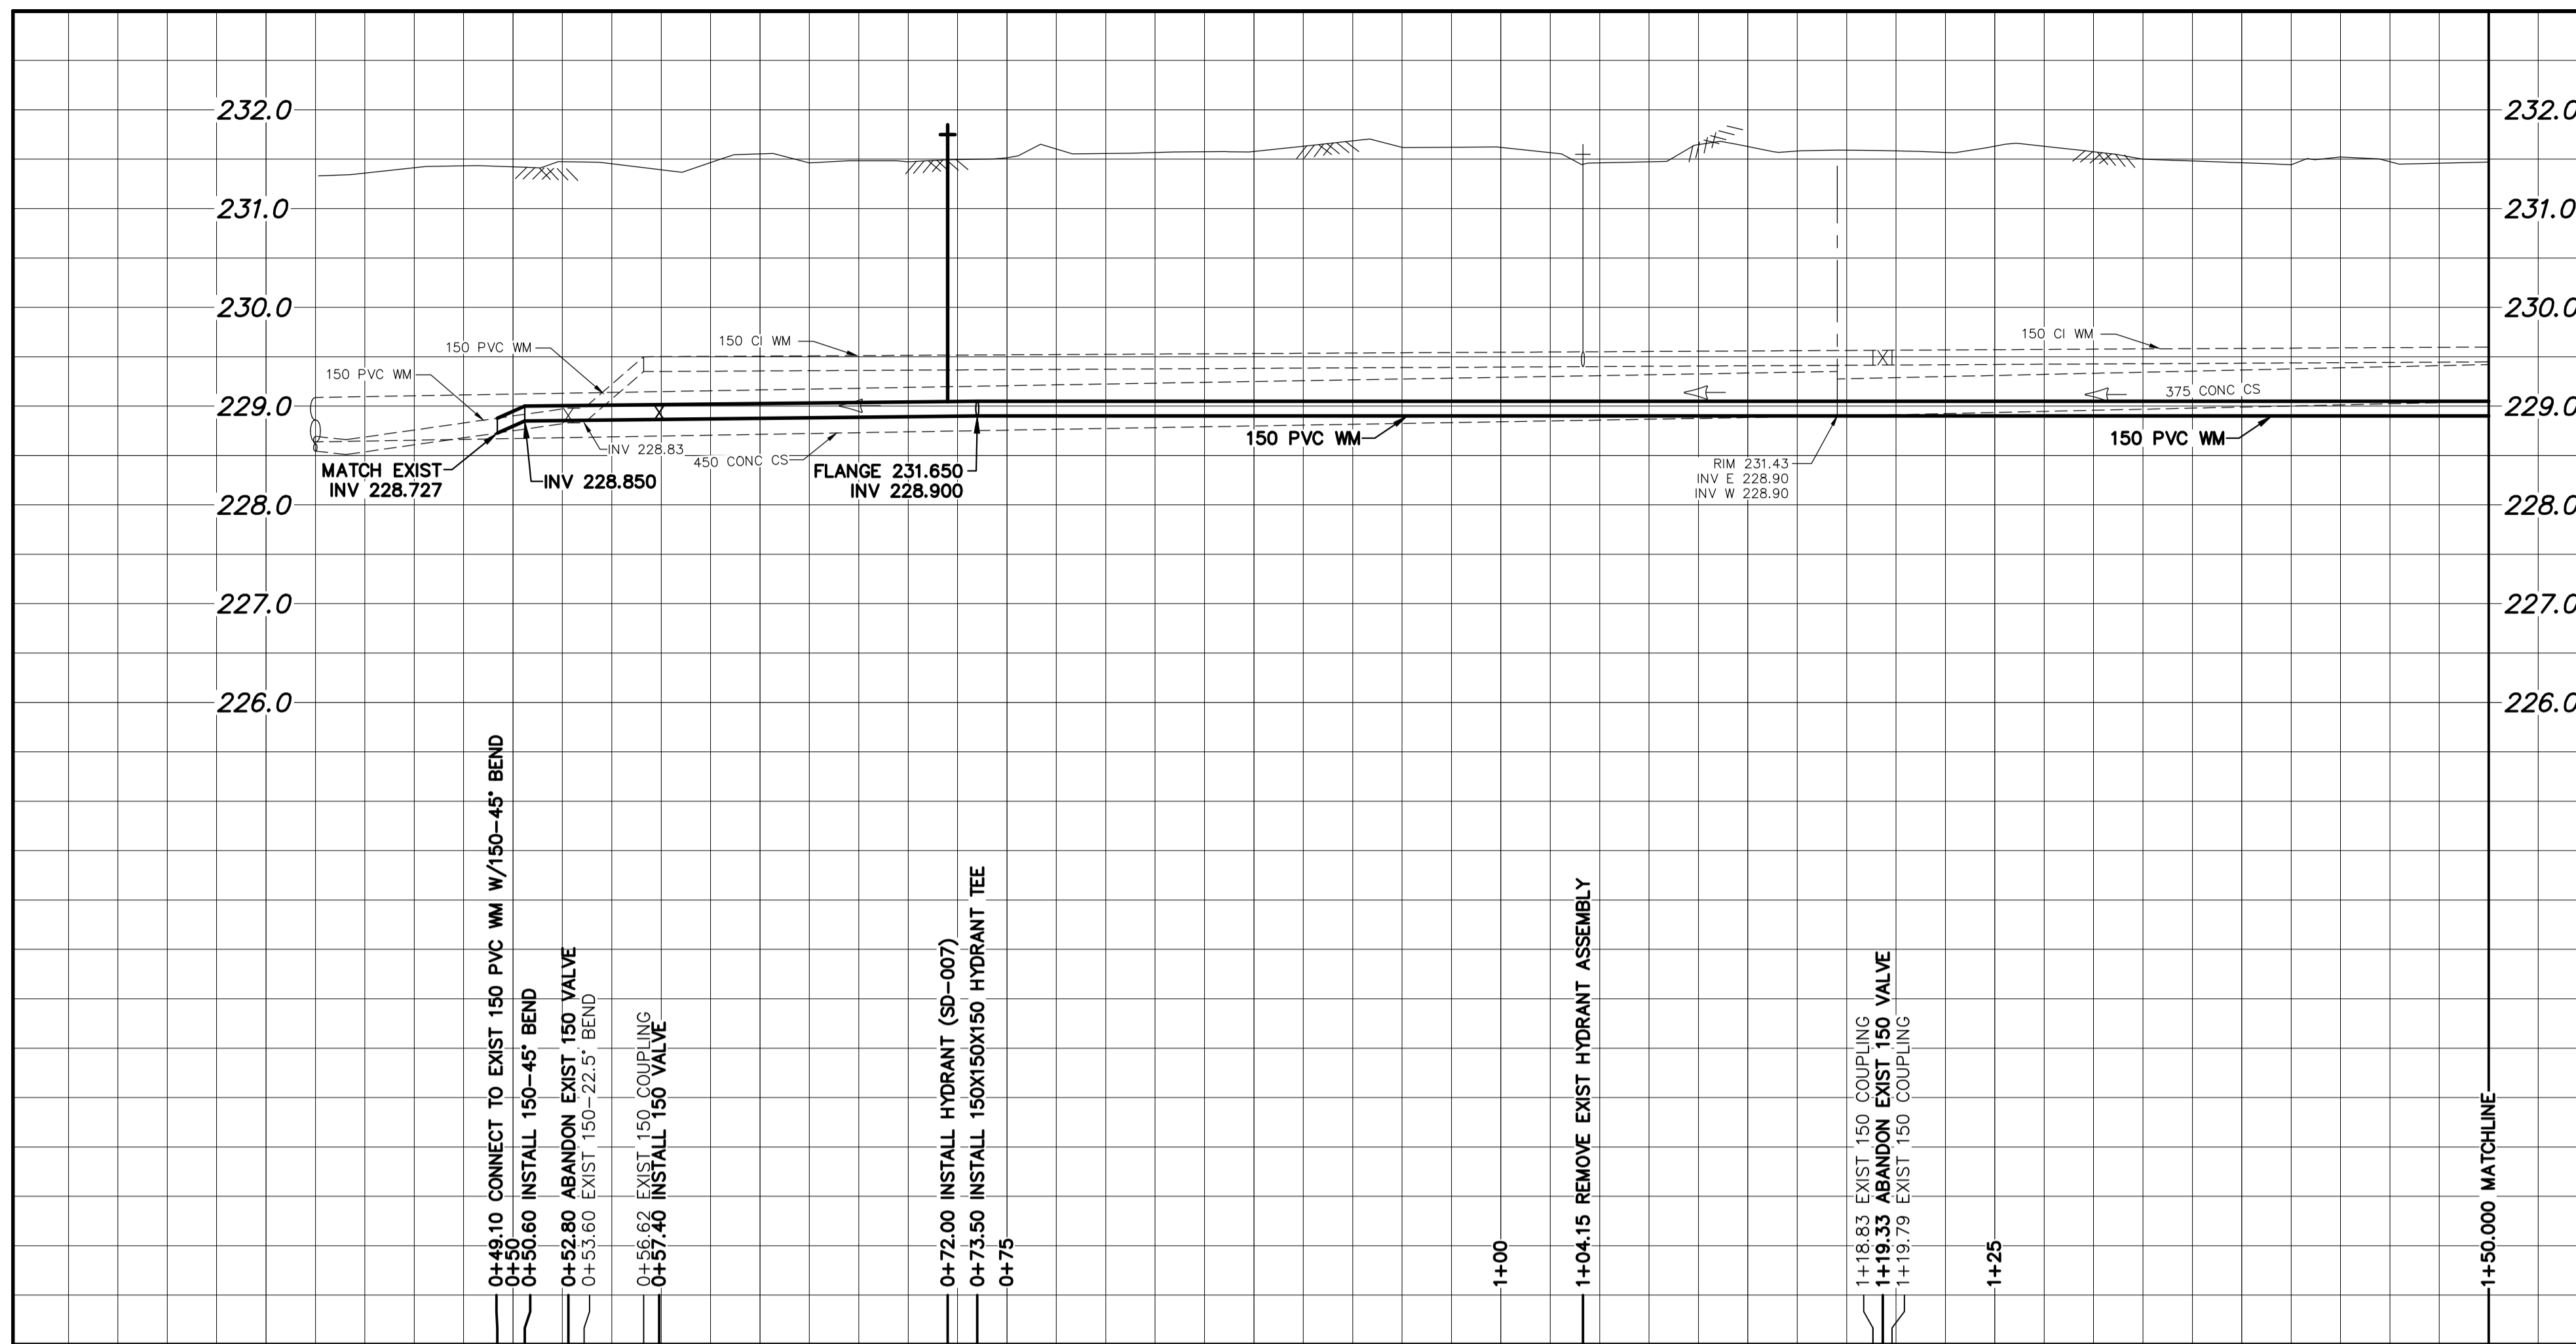 232.0
232.0
231.0
231.0
230.0
230.0
150 CI WM
150 CI WM
150 PVC WM
150 PVC WM
229.0
229.0
375 CONC CS
150 PVC WM
150 PVC WM
INV 228.83
450 CONC CS
MATCH EXIST
INV 228.727
INV 228.850
FLANGE 231.650
INV 228.900
RIM 231.43
INV E 228.90
INV W 228.90
228.0
228.0
227.0
227.0
226.0
226.0
0+49.10 CONNECT TO EXIST 150 PVC WM W/150-45° BEND
0+50
0+50.60 INSTALL 150-45° BEND
0+52.80 ABANDON EXIST 150 VALVE
0+53.60 EXIST 150-22.5° BEND
0+56.62 EXIST 150 COUPLING
0+57.40 INSTALL 150 VALVE
0+72.00 INSTALL HYDRANT (SD-007)
0+73.50 INSTALL 150X150X150 HYDRANT TEE
0+75
1+00
1+04.15 REMOVE EXIST HYDRANT ASSEMBLY
1+18.83 EXIST 150 COUPLING
1+19.33 ABANDON EXIST 150 VALVE
1+19.79 EXIST 150 COUPLING
1+25
1+50.000 MATCHLINE